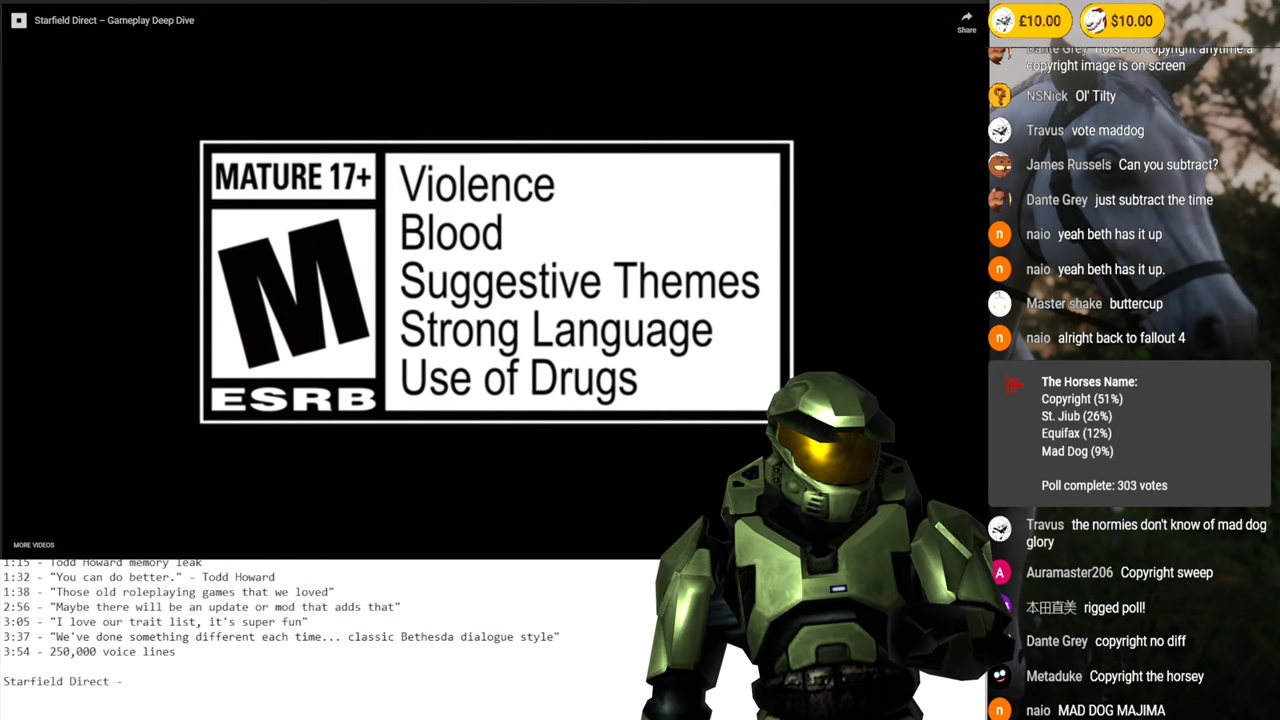 Starfield Direct – Gameplay Deep Dive
Share
MATURE 17+
M
ESRB
Violence
Blood
Suggestive Themes
Strong Language
Use of Drugs
MORE VIDEOS
1:15 - Todd Howard memory leak
1:32 - "You can do better." - Todd Howard
1:38 - "Those old roleplaying games that we loved"
2:56 - "Maybe there will be an update or mod that adds that"
3:05 - "I love our trait list, it's super fun"
3:37 - "We've done something different each time... classic Bethesda dialogue style"
3:54 - 250,000 voice lines
Starfield Direct -
£10.00
$10.00
Dante Grey horse of copyright anytime a
copyright image is on screen
NSNick Ol' Tilty
Travus vote maddog
James Russels Can you subtract?
Dante Grey just subtract the time
n naio yeah beth has it up
n naio yeah beth has it up.
Master shake buttercup
n naio alright back to fallout 4
The Horses Name:
Copyright (51%)
St. Jiub (26%)
Equifax (12%)
Mad Dog (9%)
Poll complete: 303 votes
Travus the normies don't know of mad dog
glory
A Auramaster206 Copyright sweep
本田直美 rigged poll!
Dante Grey copyright no diff
Metaduke Copyright the horsey
n naio MAD DOG MAJIMA